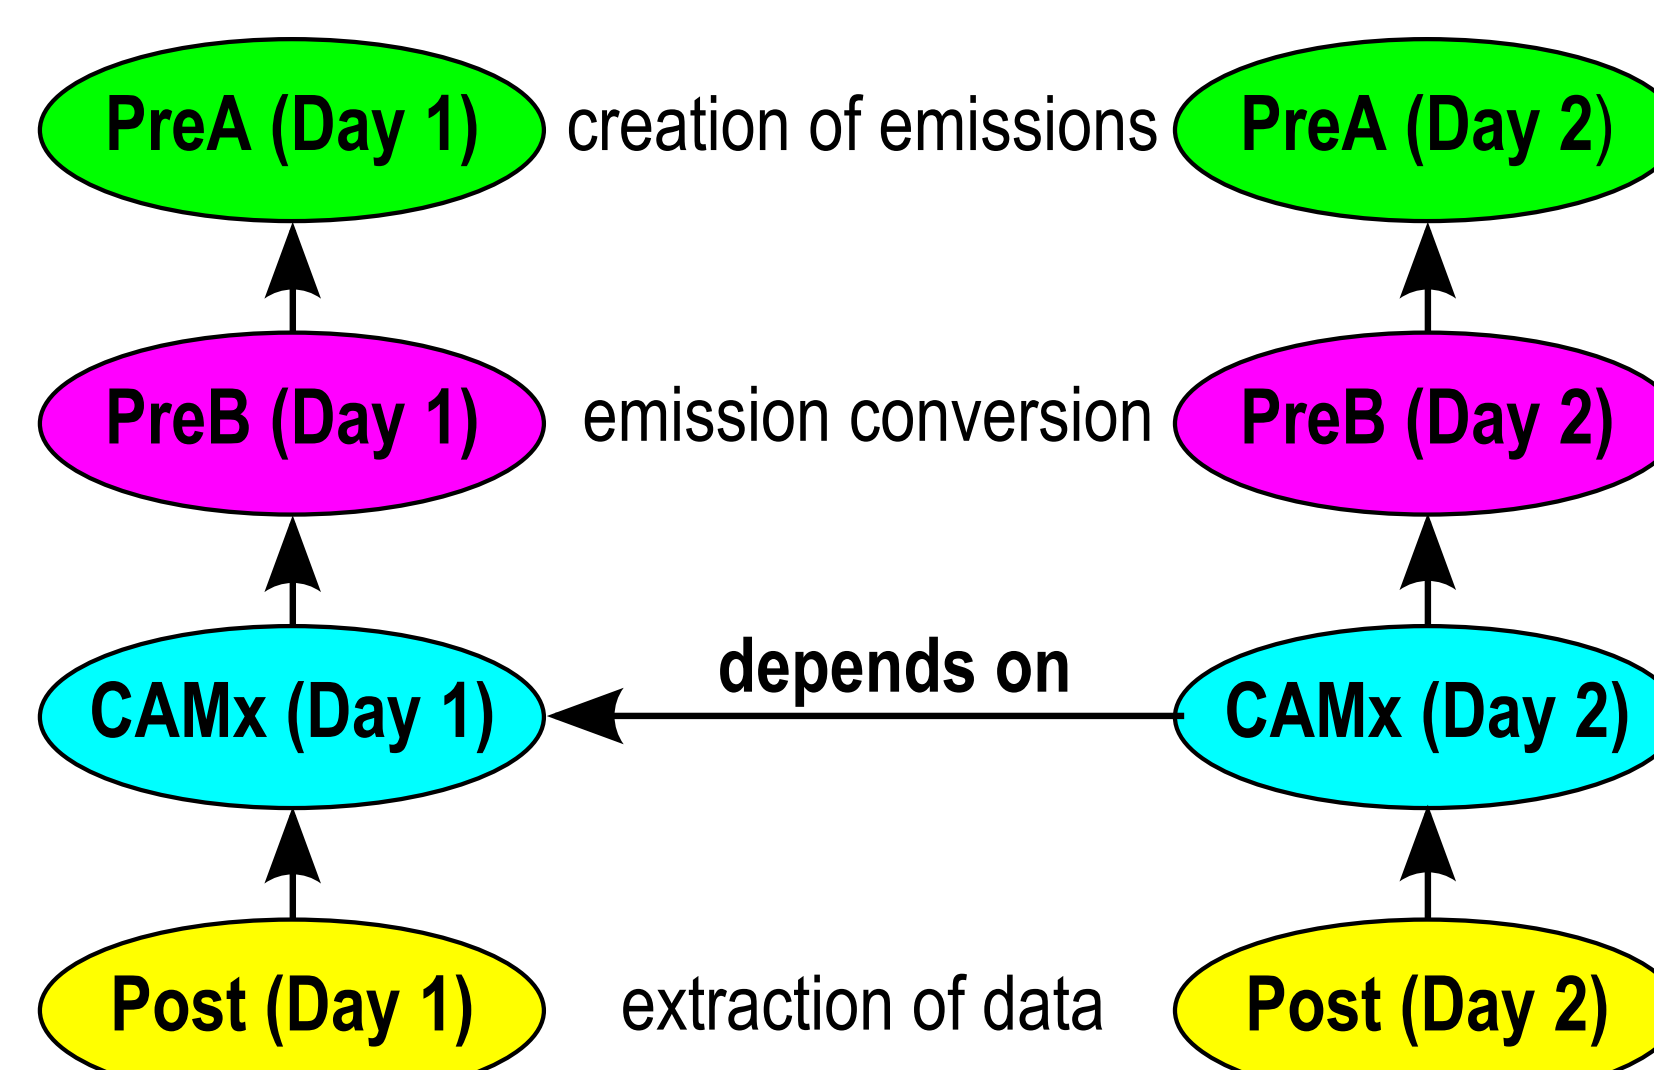 PreA (Day 1) creation of emissions PreA (Day 2)
PreB (Day 1) emission conversion PreB (Day 2)
depends on
CAMx (Day 1) CAMx (Day 2)
Post (Day 1) extraction of data Post (Day 2)